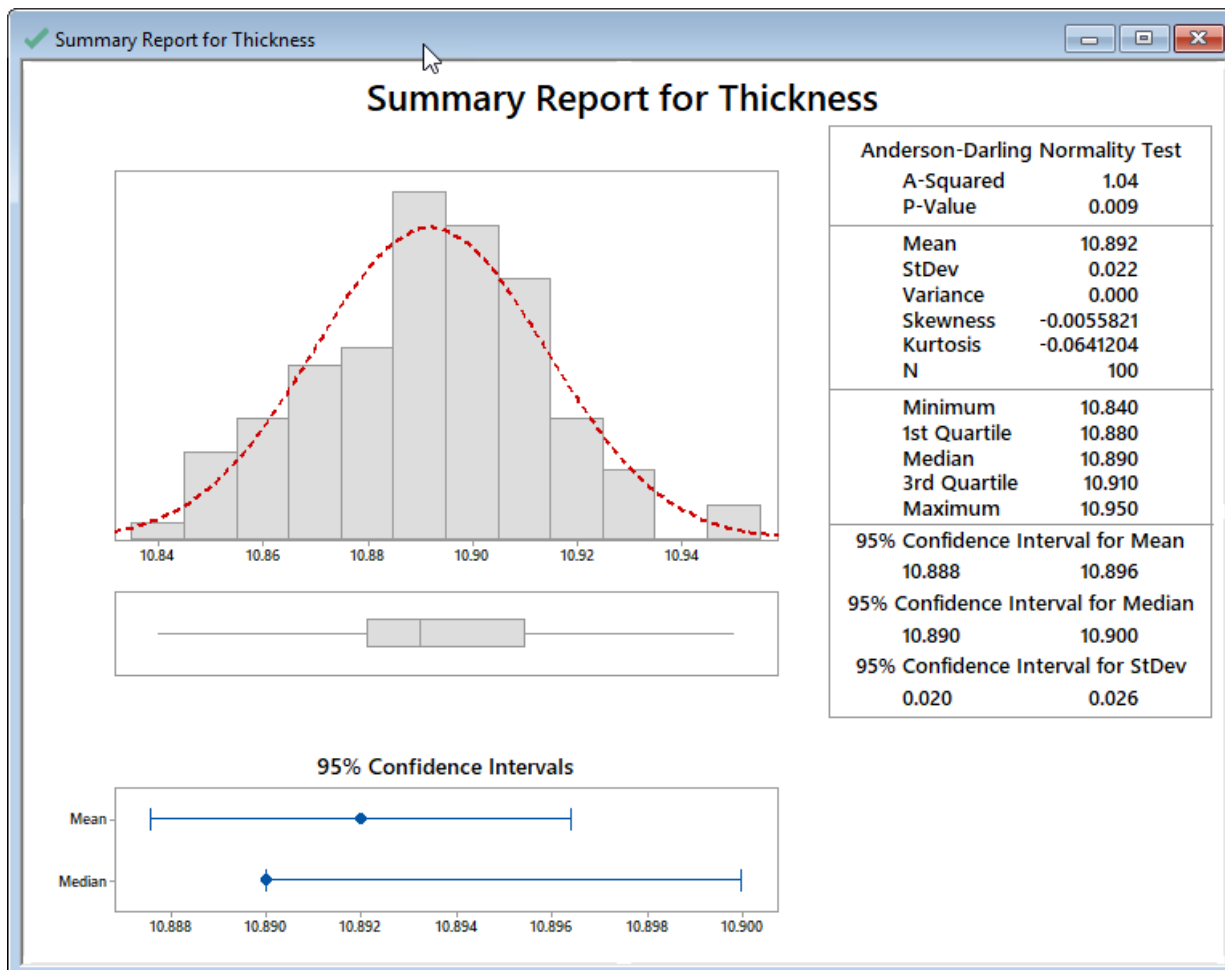 Summary Report for Thickness
Summary Report for Thickness
10.84 10.86 10.88 10.90 10.92 10.94
Anderson-Darling Normality Test
A-Squared 1.04
P-Value 0.009
Mean 10.892
StDev 0.022
Variance 0.000
Skewness -0.0055821
Kurtosis -0.0641204
N 100
Minimum 10.840
1st Quartile 10.880
Median 10.890
3rd Quartile 10.910
Maximum 10.950
95% Confidence Interval for Mean
10.888 10.896
95% Confidence Interval for Median
10.890 10.900
95% Confidence Interval for StDev
0.020 0.026
95% Confidence Intervals
Mean
Median
10.888 10.890 10.892 10.894 10.896 10.898 10.900